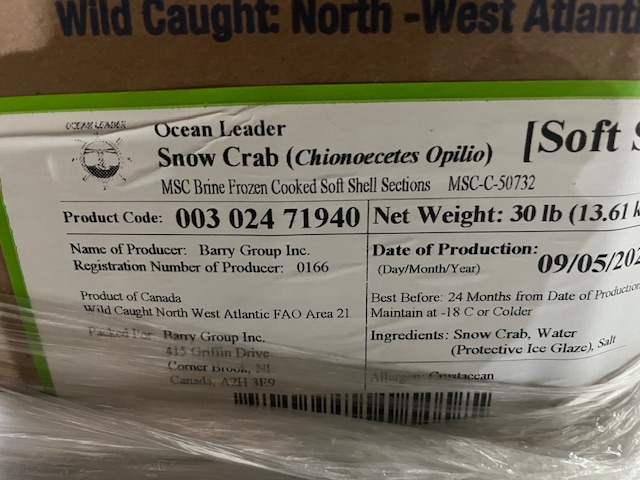 Wild Caught: North -West Atlanti
OCEAN LEADER
Ocean Leader
Snow Crab (Chionoecetes Opilio)
[Soft S
MSC Brine Frozen Cooked Soft Shell Sections MSC-C-50732
Product Code: 003 024 71940
Net Weight: 30 lb (13.61 k
Name of Producer: Barry Group Inc.
Registration Number of Producer: 0166
Date of Production:
(Day/Month/Year)
09/05/202
Product of Canada
Wild Caught North West Atlantic FAO Area 21
Best Before: 24 Months from Date of Production
Maintain at -18 C or Colder
Packed For: Barry Group Inc.
415 Griffin Drive
Corner Brook, NL
Canada, A2H 3E9
Ingredients: Snow Crab, Water
(Protective Ice Glaze), Salt
Allergen: Crustacean